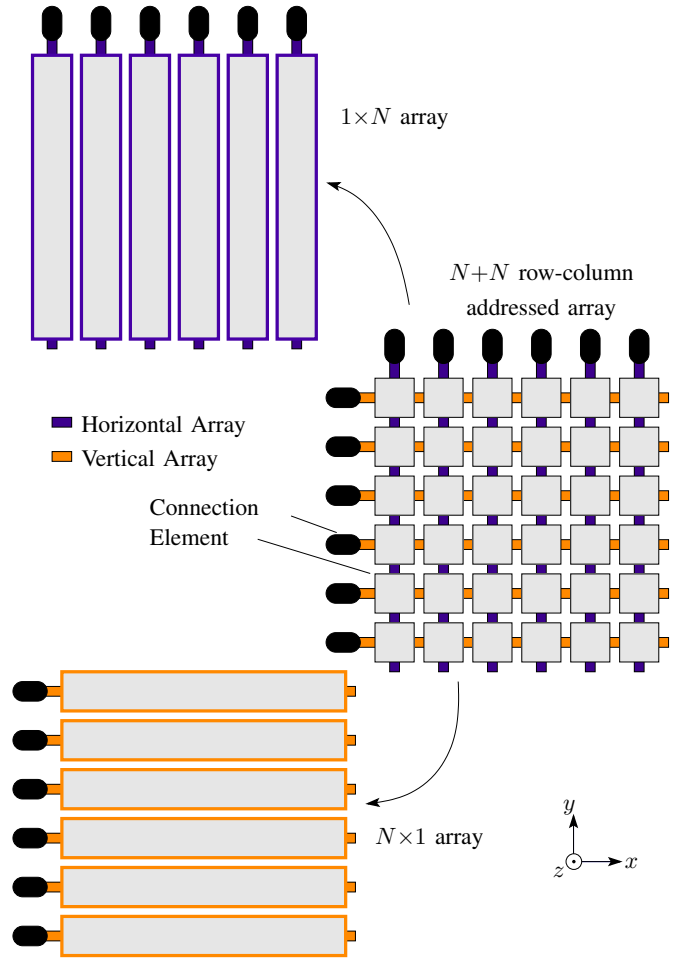 1×N array
N+N row-column
addressed array
Horizontal Array
Vertical Array
Connection
Element
N×1 array
y
x
z